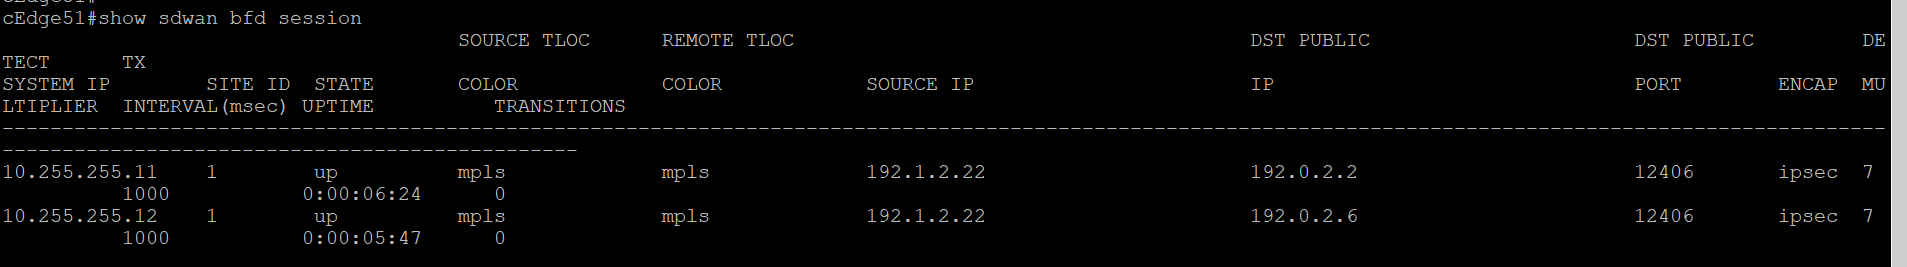 cEdge51#
cEdge51#show sdwan bfd session
SOURCE TLOC REMOTE TLOC DST PUBLIC DST PUBLIC DE
TECT TX
SYSTEM IP SITE ID STATE COLOR COLOR SOURCE IP IP PORT ENCAP MU
LTIPLIER INTERVAL(msec) UPTIME TRANSITIONS
-------------------------------------------------------------------------------------------------------------------------------------------------------------
------------------------------------------------
10.255.255.11 1 up mpls mpls 192.1.2.22 192.0.2.2 12406 ipsec 7
1000 0:00:06:24 0
10.255.255.12 1 up mpls mpls 192.1.2.22 192.0.2.6 12406 ipsec 7
1000 0:00:05:47 0